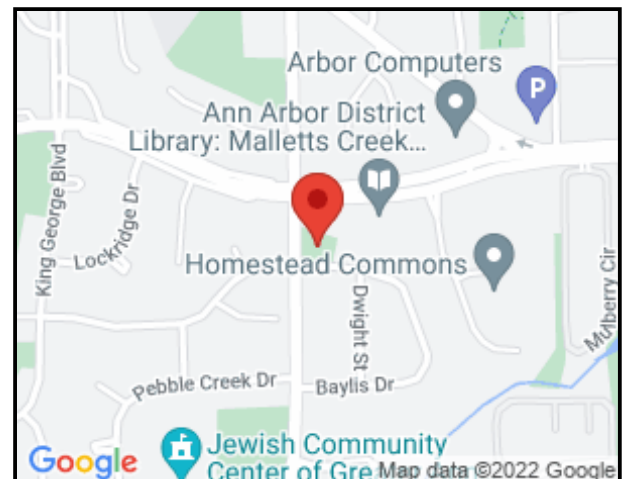 Arbor Computers
P
Ann Arbor District
Library: Malletts Creek...
King George Blvd
Lockridge Dr
Homestead Commons
Dwight St
Mulberry Cir
Pebble Creek Dr
Baylis Dr
Jewish Community
Center of Gre
Google
Map data ©2022 Google